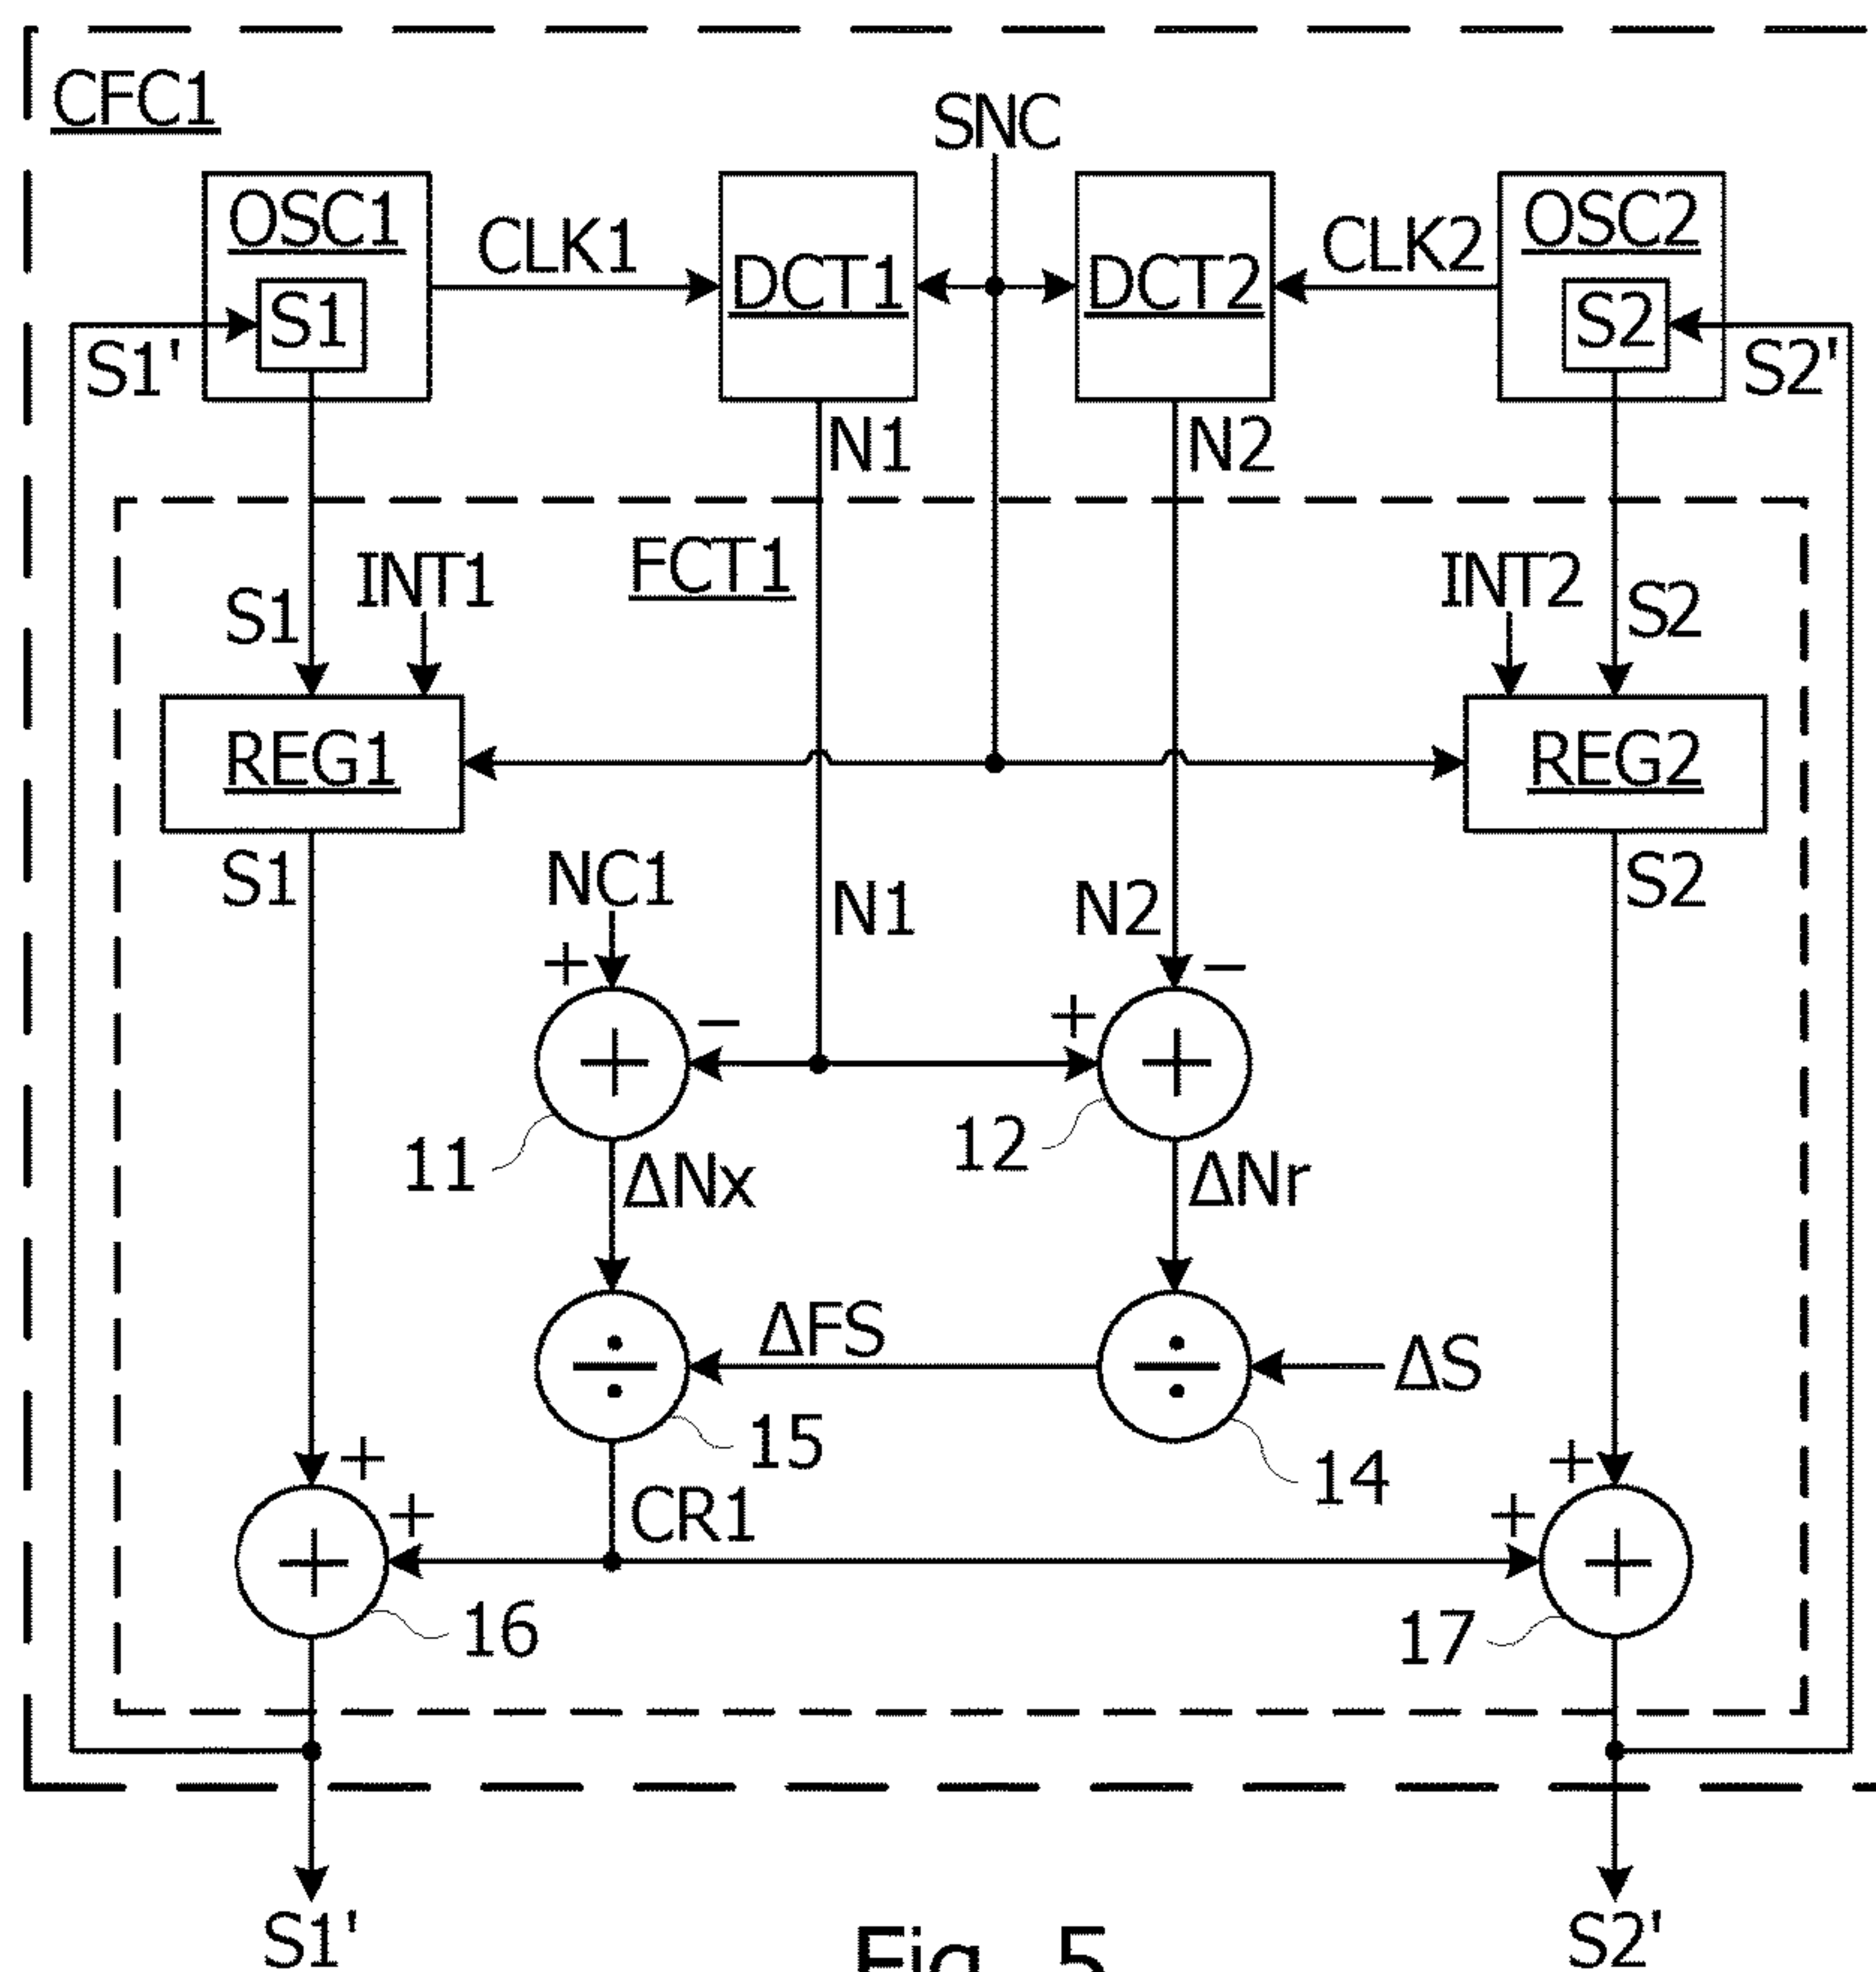 CFC1
SNC
OSC1
CLK1
DCT1
DCT2
CLK2
OSC2
S1
S2
S1'
S2'
N1
N2
FCT1
INT1
INT2
S1
S2
REG1
REG2
S1
NC1
N1
N2
S2
+
−
−
+
+
+
11
12
ΔNx
ΔNr
ΔFS
ΔS
÷
÷
15
14
+
+
CR1
+
+
+
+
16
17
S1'
S2'
Fig. 5